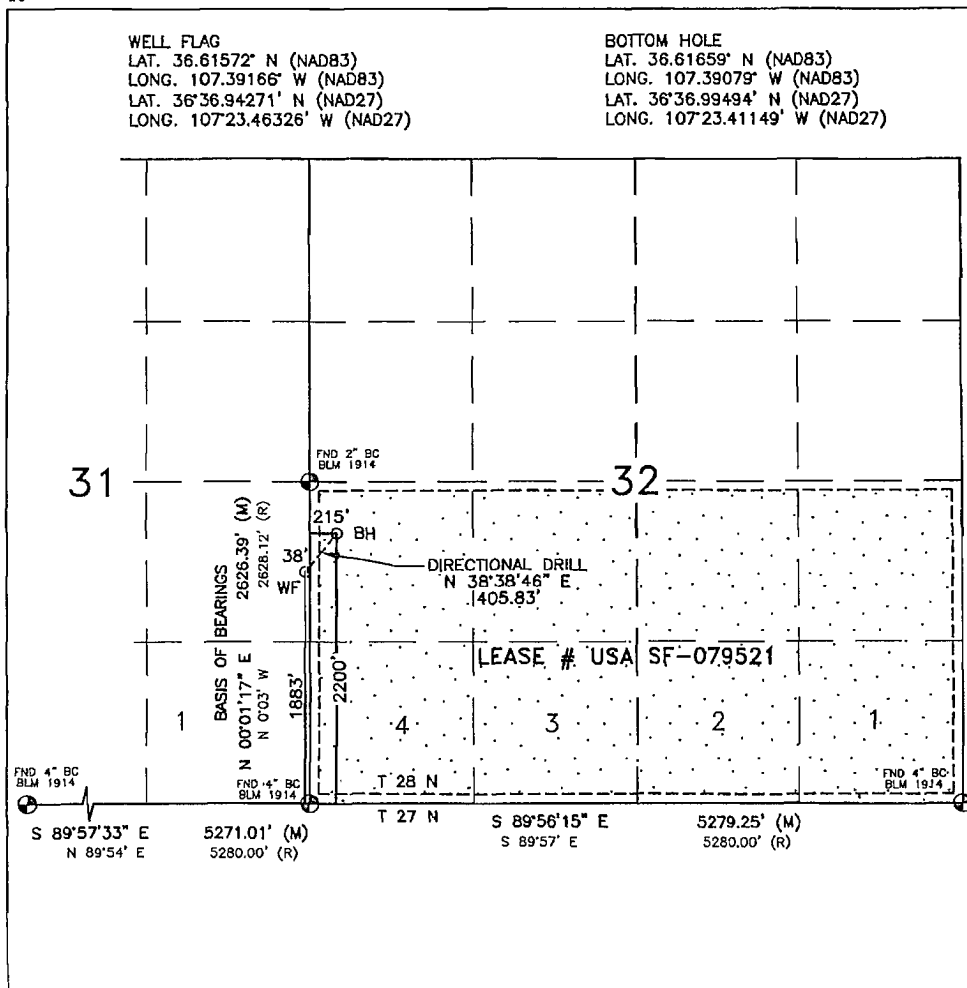 WELL FLAG
LAT. 36.61572° N (NAD83)
LONG. 107.39166° W (NAD83)
LAT. 36°36.94271' N (NAD27)
LONG. 107°23.46326' W (NAD27)
BOTTOM HOLE
LAT. 36.61659° N (NAD83)
LONG. 107.39079° W (NAD83)
LAT. 36°36.99494' N (NAD27)
LONG. 107°23.41149' W (NAD27)
31
FND 2" BC
BLM 1914
32
215'
BH
38'
WF
DIRECTIONAL DRILL
N 38°38'46" E
405.83'
BASIS OF BEARINGS
N 00°01'17" E 2626.39' (M)
N 0°03' W 2628.12' (R)
1883'
2200'
LEASE # USA SF-079521
1
4
3
2
1
FND 4" BC
BLM 1914
FND 4" BC
BLM 1914
FND 4" BC
BLM 1914
T 28 N
T 27 N
S 89°57'33" E 5271.01' (M)
N 89°54' E 5280.00' (R)
S 89°56'15" E 5279.25' (M)
S 89°57' E 5280.00' (R)